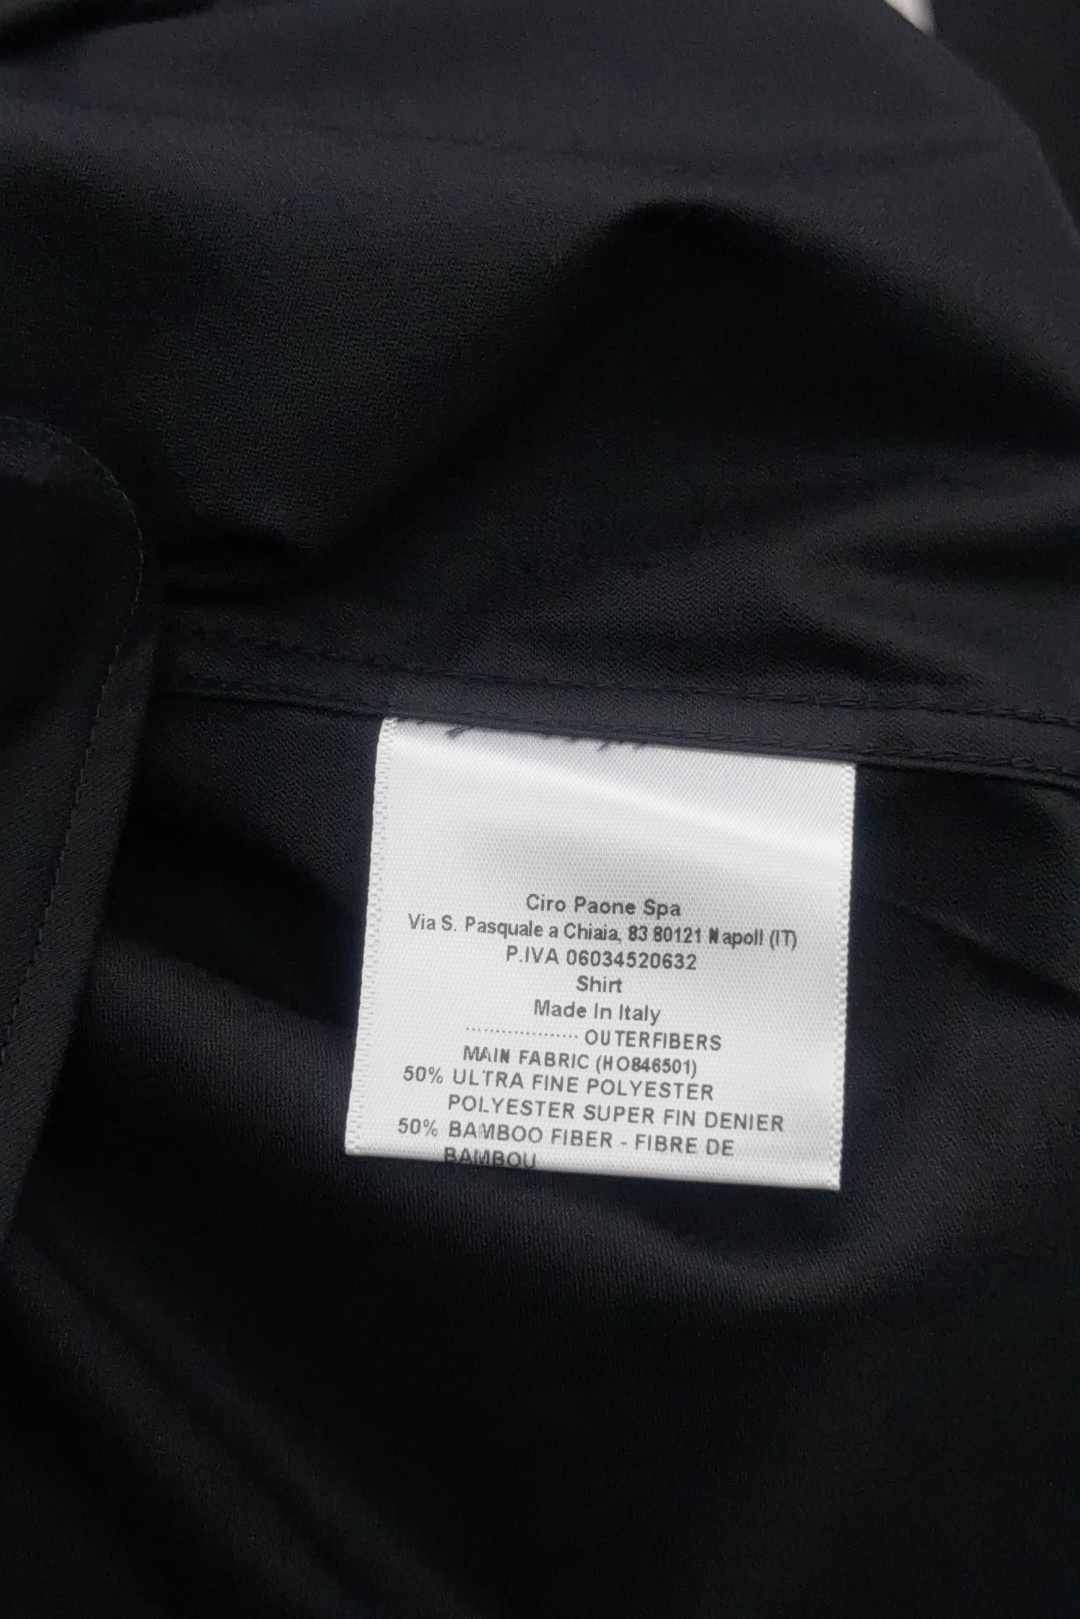 Ciro Paone Spa
Via S. Pasquale a Chiaia, 83 80121 Napoli (IT)
P.IVA 06034520632
Shirt
Made In Italy
···················· OUTERFIBERS
MAIN FABRIC (HO846501)
50% ULTRA FINE POLYESTER
POLYESTER SUPER FIN DENIER
50% BAMBOO FIBER - FIBRE DE
BAMBOU